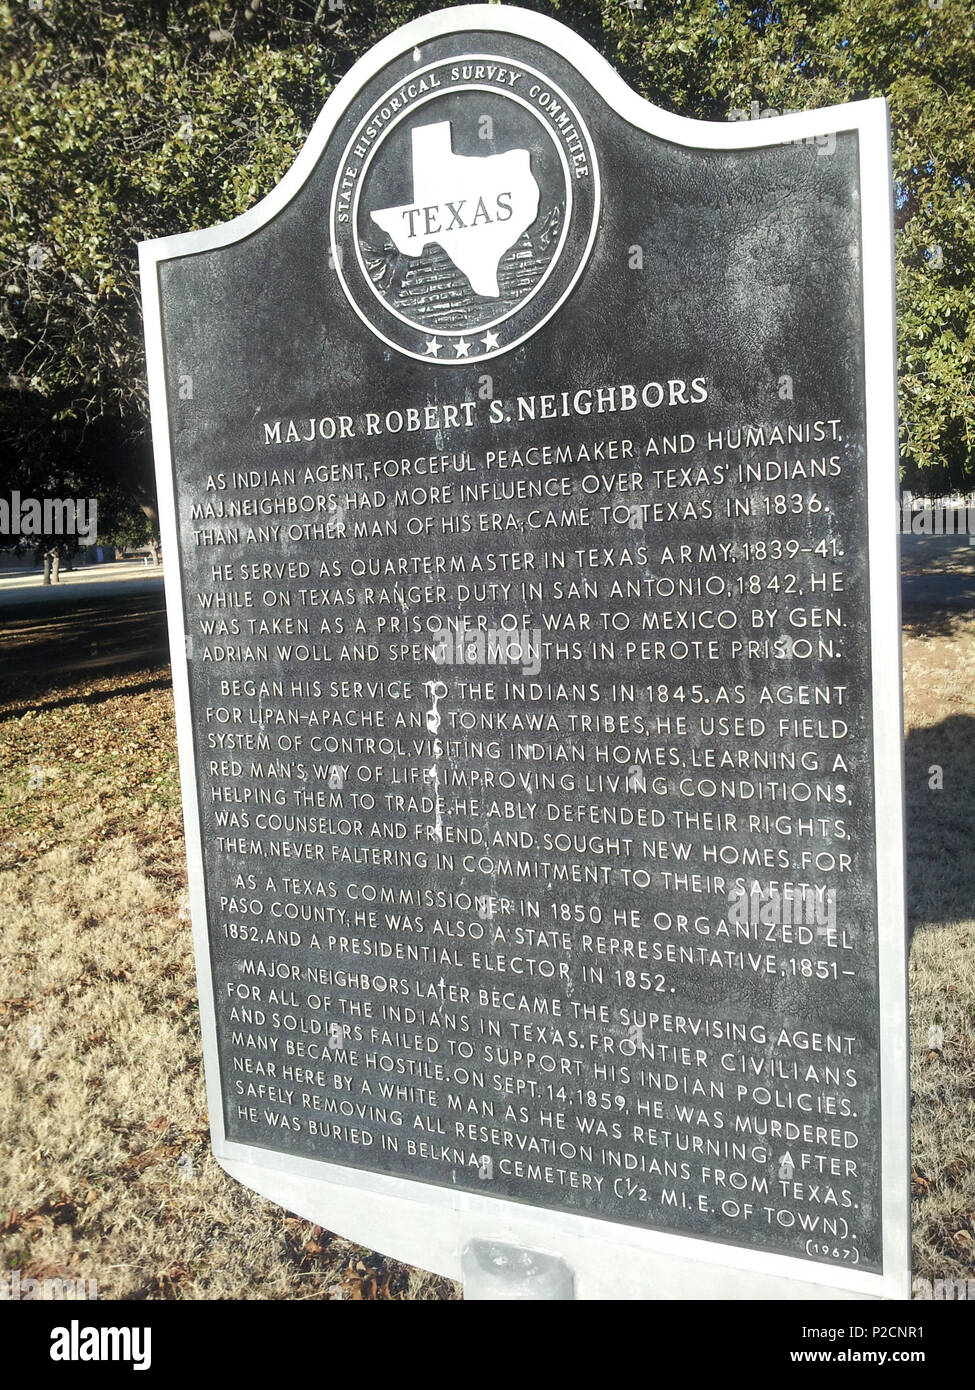 STATE HISTORICAL SURVEY COMMITTEE
TEXAS
MAJOR ROBERT S. NEIGHBORS
AS INDIAN AGENT, FORCEFUL PEACEMAKER AND HUMANIST,
MAJ. NEIGHBORS HAD MORE INFLUENCE OVER TEXAS' INDIANS
THAN ANY OTHER MAN OF HIS ERA; CAME TO TEXAS IN 1836.
HE SERVED AS QUARTERMASTER IN TEXAS ARMY, 1839-41.
WHILE ON TEXAS RANGER DUTY IN SAN ANTONIO, 1842, HE
WAS TAKEN AS A PRISONER OF WAR TO MEXICO BY GEN.
ADRIAN WOLL AND SPENT 18 MONTHS IN PEROTE PRISON.
BEGAN HIS SERVICE TO THE INDIANS IN 1845. AS AGENT
FOR LIPAN-APACHE AND TONKAWA TRIBES, HE USED FIELD
SYSTEM OF CONTROL, VISITING INDIAN HOMES, LEARNING A
RED MAN'S WAY OF LIFE, IMPROVING LIVING CONDITIONS,
HELPING THEM TO TRADE. HE ABLY DEFENDED THEIR RIGHTS,
WAS COUNSELOR AND FRIEND, AND SOUGHT NEW HOMES FOR
THEM, NEVER FALTERING IN COMMITMENT TO THEIR SAFETY.
AS A TEXAS COMMISSIONER IN 1850 HE ORGANIZED EL
PASO COUNTY. HE WAS ALSO A STATE REPRESENTATIVE, 1851-
1852, AND A PRESIDENTIAL ELECTOR IN 1852.
MAJOR NEIGHBORS LATER BECAME THE SUPERVISING AGENT
FOR ALL OF THE INDIANS IN TEXAS. FRONTIER CIVILIANS
AND SOLDIERS FAILED TO SUPPORT HIS INDIAN POLICIES.
MANY BECAME HOSTILE. ON SEPT. 14, 1859, HE WAS MURDERED
NEAR HERE BY A WHITE MAN AS HE WAS RETURNING AFTER
SAFELY REMOVING ALL RESERVATION INDIANS FROM TEXAS.
HE WAS BURIED IN BELKNAP CEMETERY (½ MI. E. OF TOWN).
(1967)
a alamy
alamy stock photo
Image ID: P2CNR1
www.alamy.com